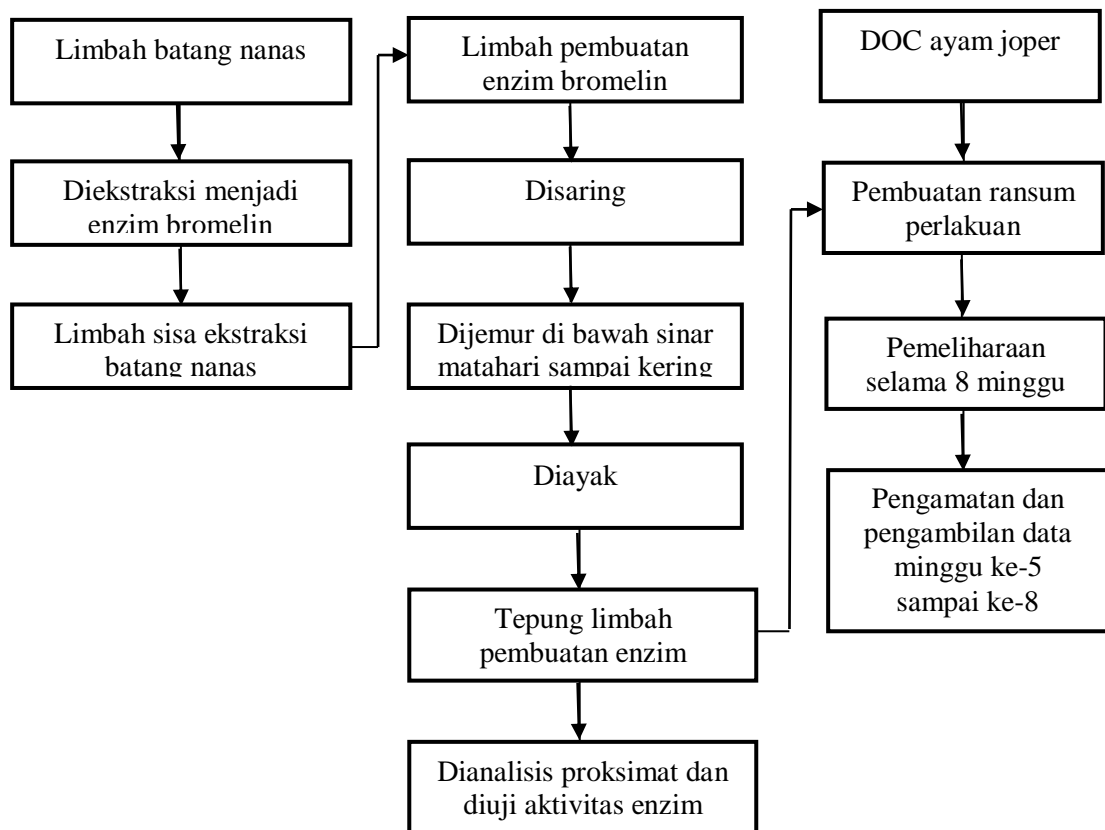 Limbah batang nanas
Diekstraksi menjadi
enzim bromelin
Limbah sisa ekstraksi
batang nanas
Limbah pembuatan
enzim bromelin
Disaring
Dijemur di bawah sinar
matahari sampai kering
Diayak
Tepung limbah
pembuatan enzim
Dianalisis proksimat dan
diuji aktivitas enzim
DOC ayam joper
Pembuatan ransum
perlakuan
Pemeliharaan
selama 8 minggu
Pengamatan dan
pengambilan data
minggu ke-5
sampai ke-8